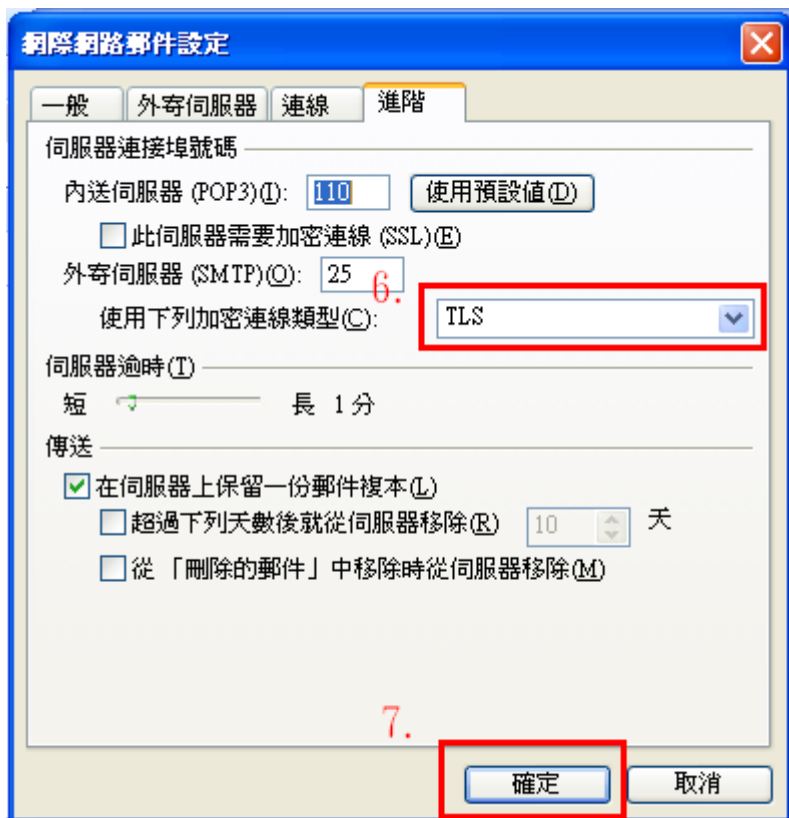 網際網路郵件設定
一般 外寄伺服器 連線 進階
伺服器連接埠號碼
內送伺服器 (POP3)(I): 110 使用預設值(D)
此伺服器需要加密連線 (SSL)(E)
外寄伺服器 (SMTP)(O): 25
6.
使用下列加密連線類型(C): TLS
伺服器逾時(T)
短 長 1 分
傳送
在伺服器上保留一份郵件複本(L)
超過下列天數後就從伺服器移除(R) 10 天
從「刪除的郵件」中移除時從伺服器移除(M)
7.
確定 取消